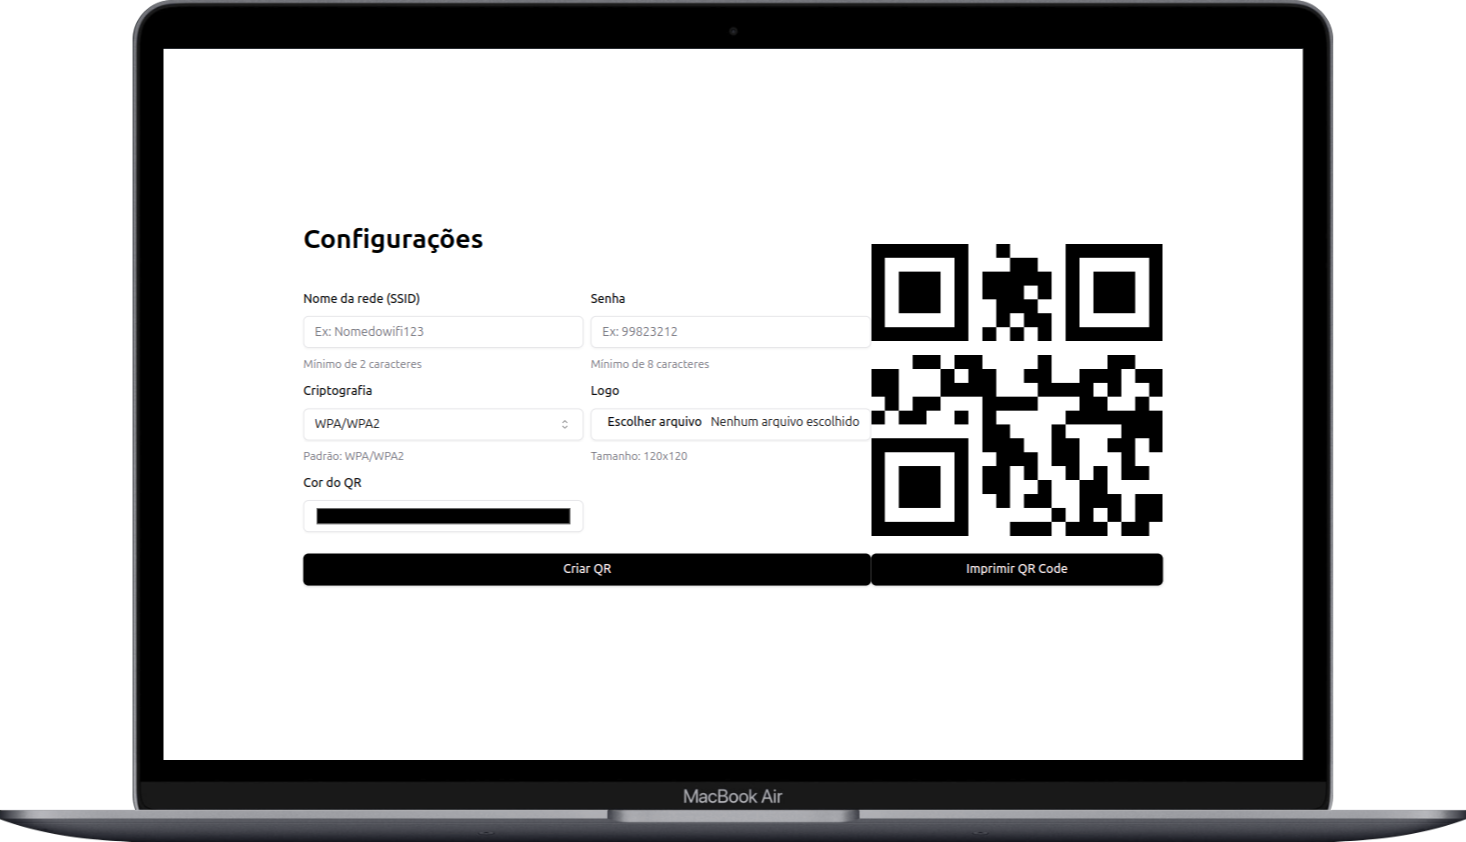 Configurações
Nome da rede (SSID)
Senha
Ex: Nomedowifi123
Ex: 99823212
Mínimo de 2 caracteres
Mínimo de 8 caracteres
Criptografia
Logo
WPA/WPA2
Escolher arquivo Nenhum arquivo escolhido
Padrão: WPA/WPA2
Tamanho: 120x120
Cor do QR
Criar QR
Imprimir QR Code
MacBook Air